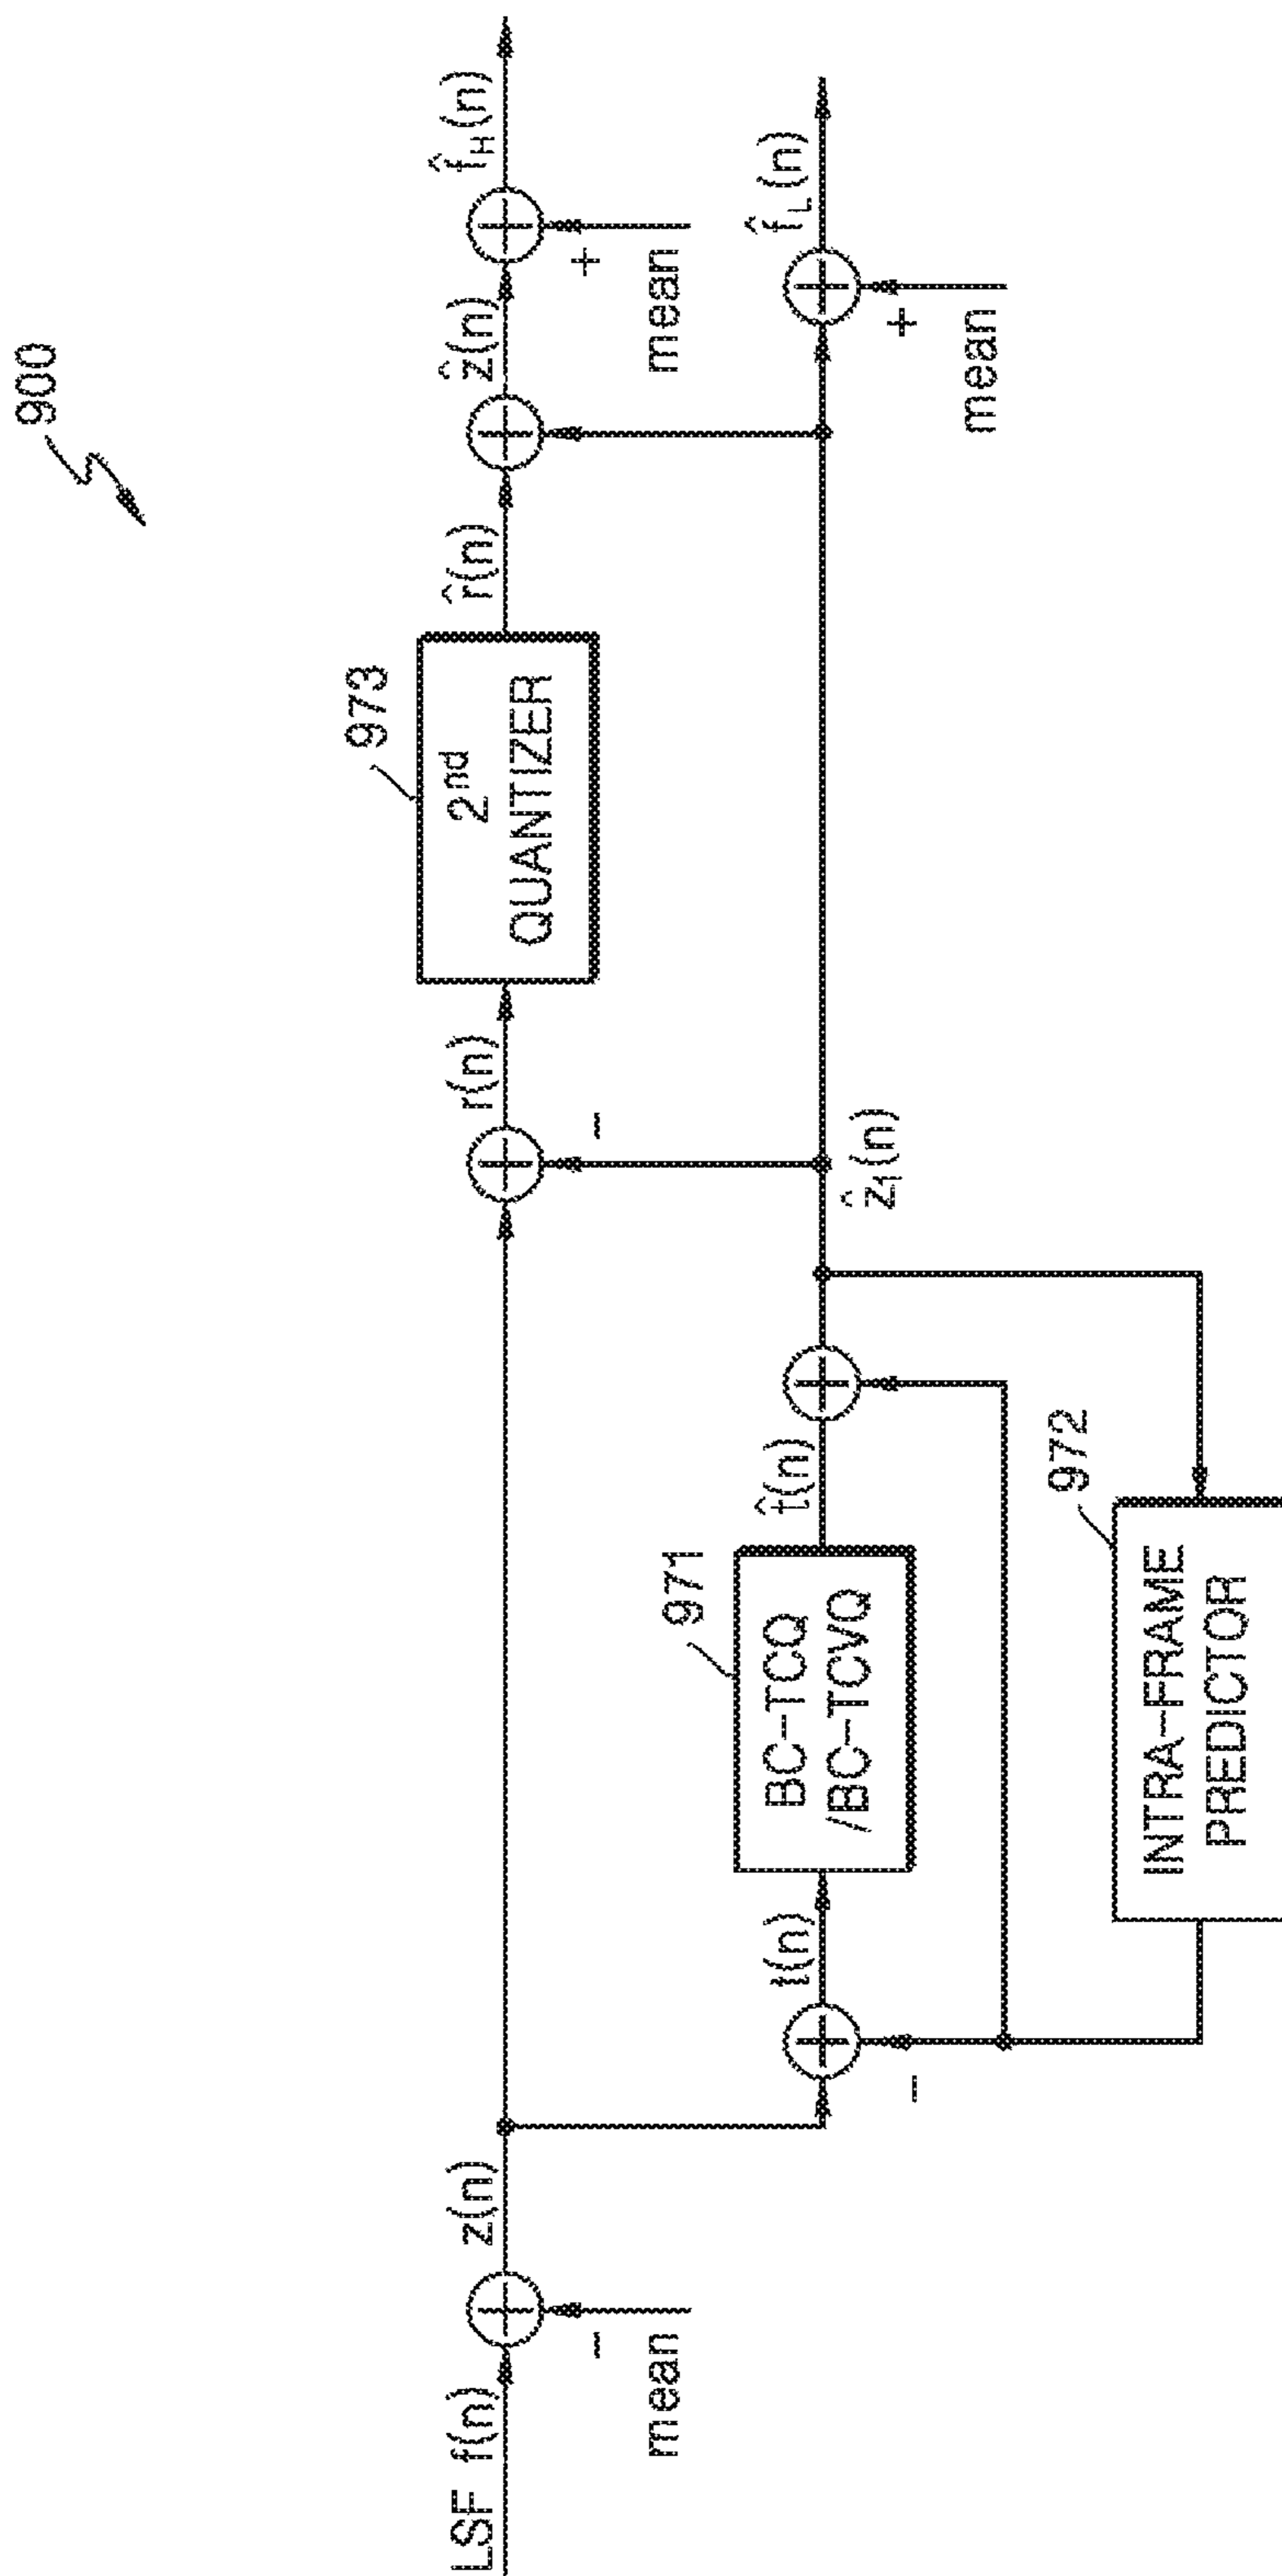 900
LSF f(n)
mean
-
z(n)
r(n)
-
973
2nd
QUANTIZER
r̂(n)
ẑ(n)
+
mean
f̂H(n)
t(n)
-
971
BC-TCQ
/BC-TCVQ
t̂(n)
ẑ1(n)
+
mean
f̂L(n)
972
INTRA-FRAME
PREDICTOR